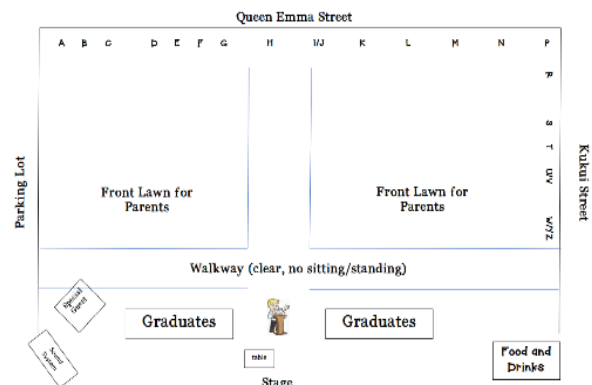 Queen Emma Street
A B C D E F G H I/J K L M N P
R
S
T
U/V
W/Y/Z
Parking Lot
Kukui Street
Front Lawn for
Parents
Front Lawn for
Parents
Walkway (clear, no sitting/standing)
Special
Guest
Graduates
Graduates
Sound
System
table
Food and
Drinks
Stage